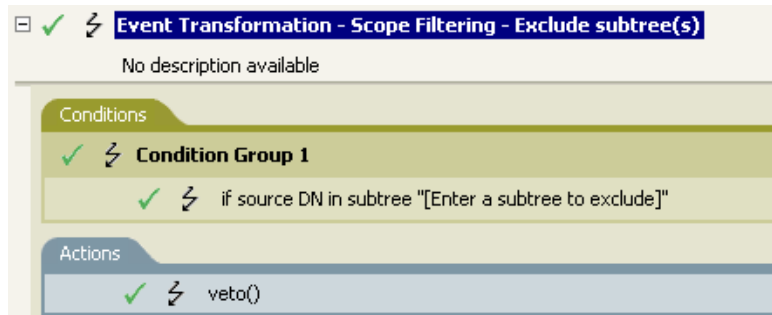 Event Transformation - Scope Filtering - Exclude subtree(s)
No description available
Conditions
Condition Group 1
if source DN in subtree "[Enter a subtree to exclude]"
Actions
veto()